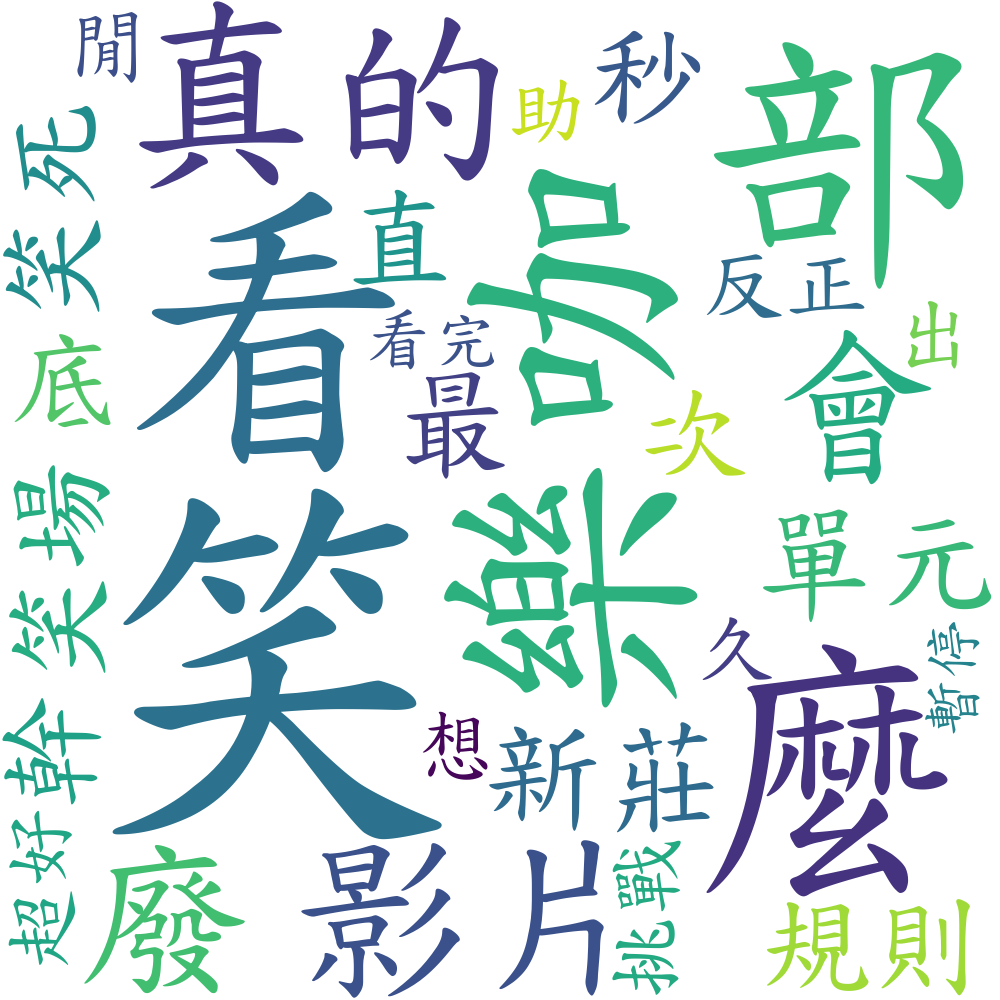 閒
真的
助
秒
部
笑死
看
直
咖
反正
看完
出
底
最
次
會
笑場
笑
樂
單元
久
麼
暫停
幹
想
新莊
超好
廢
影片
挑戰
規則